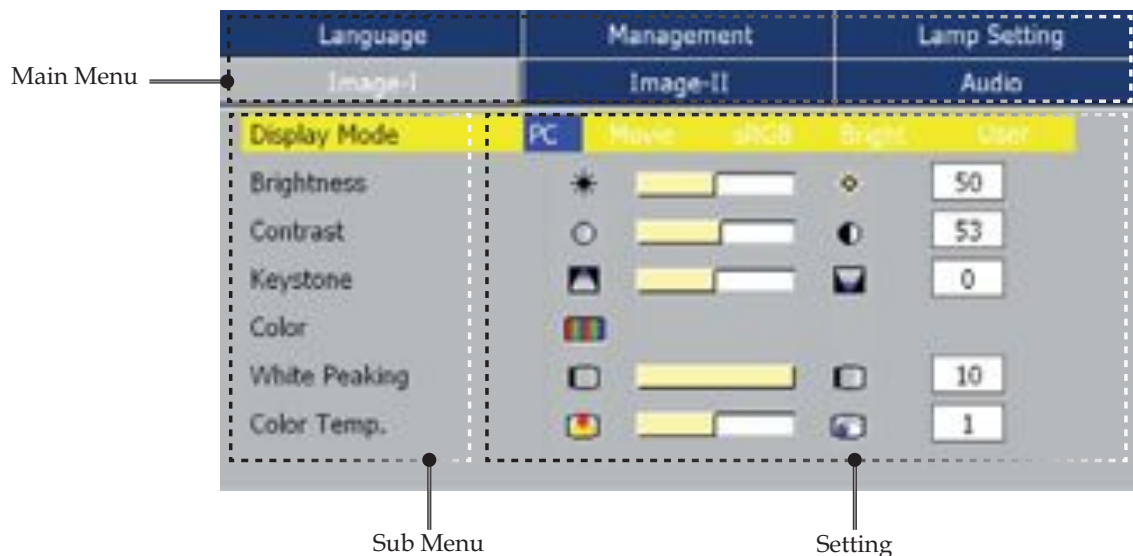 Language Management Lamp Setting
Main Menu Image-I Image-II Audio
Display Mode PC Movie sRGB Bright User
Brightness 50
Contrast 53
Keystone 0
Color
White Peaking 10
Color Temp. 1
Sub Menu Setting